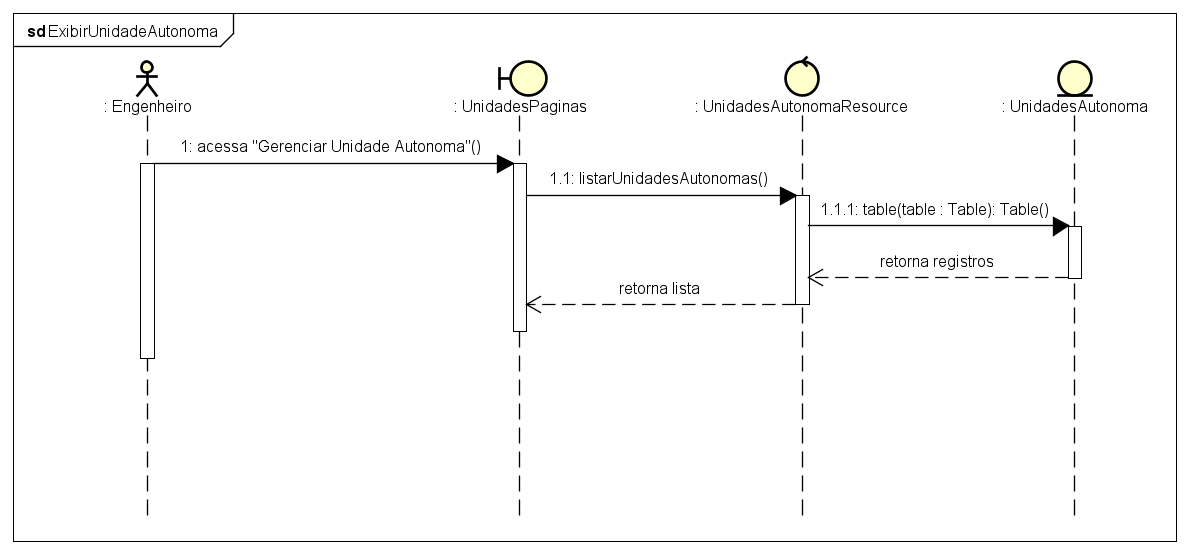 sd ExibirUnidadeAutonoma
: Engenheiro
: UnidadesPaginas
: UnidadesAutonomaResource
: UnidadesAutonoma
1: acessa "Gerenciar Unidade Autonoma"()
1.1: listarUnidadesAutonomas()
1.1.1: table(table : Table): Table()
retorna registros
retorna lista